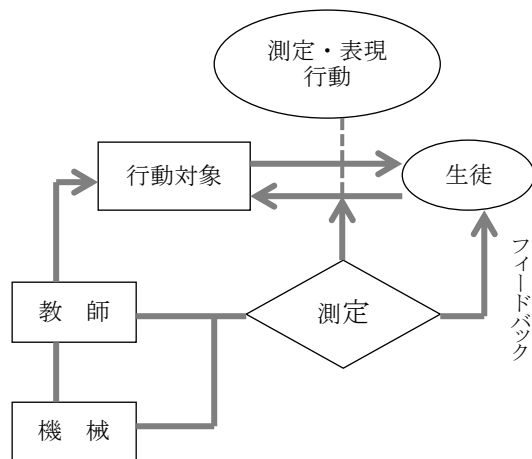 測定・表現
行動
行動対象
生徒
教　師
測定
フィードバック
機　械